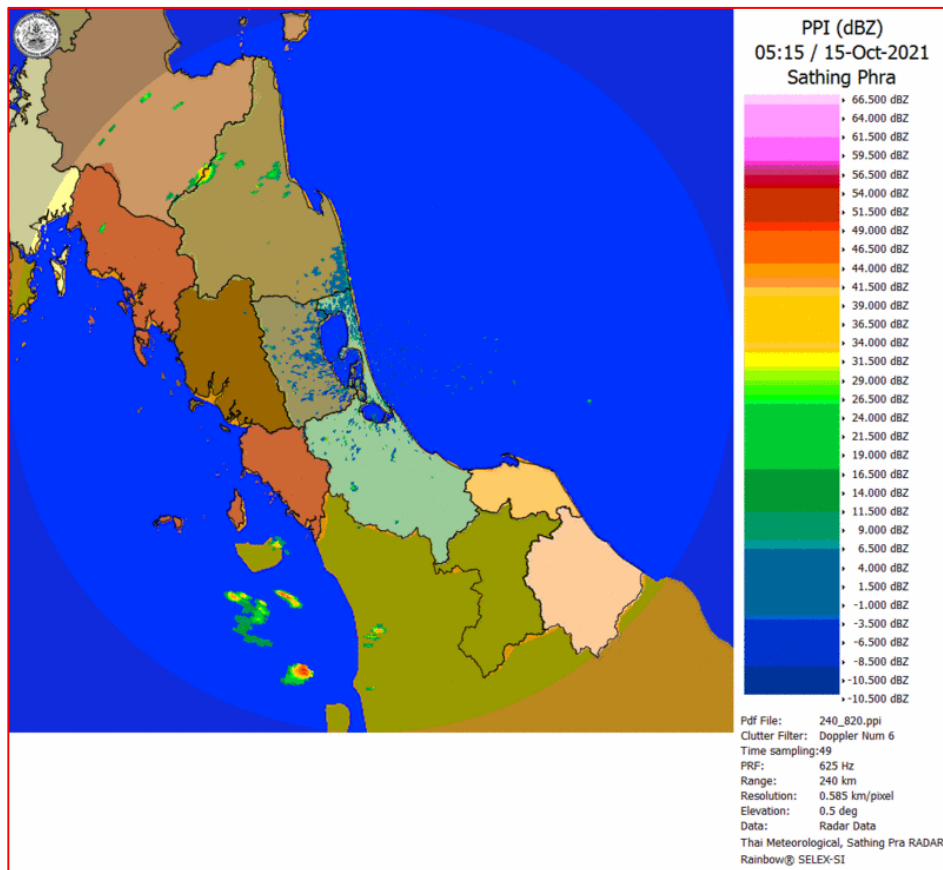 PPI (dBZ)
05:15 / 15-Oct-2021
Sathing Phra
66.500 dBZ
64.000 dBZ
61.500 dBZ
59.500 dBZ
56.500 dBZ
54.000 dBZ
51.500 dBZ
49.000 dBZ
46.500 dBZ
44.000 dBZ
41.500 dBZ
39.000 dBZ
36.500 dBZ
34.000 dBZ
31.500 dBZ
29.000 dBZ
26.500 dBZ
24.000 dBZ
21.500 dBZ
19.000 dBZ
16.500 dBZ
14.000 dBZ
11.500 dBZ
9.000 dBZ
6.500 dBZ
4.000 dBZ
1.500 dBZ
-1.000 dBZ
-3.500 dBZ
-6.500 dBZ
-8.500 dBZ
-10.500 dBZ
-10.500 dBZ
Pdf File: 240_820.ppi
Clutter Filter: Doppler Num 6
Time sampling:49
PRF: 625 Hz
Range: 240 km
Resolution: 0.585 km/pixel
Elevation: 0.5 deg
Data: Radar Data
Thai Meteorological, Sathing Pra RADAR
Rainbow® SELEX-SI